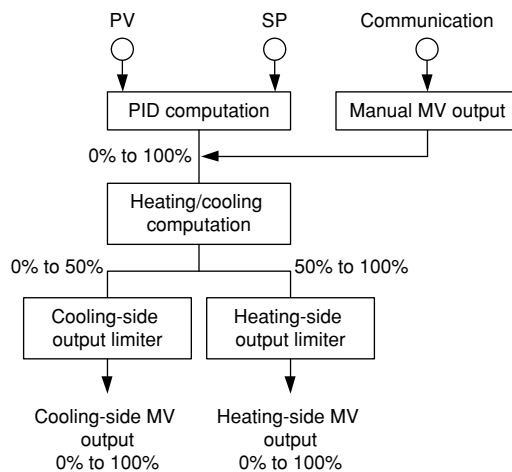 PV
SP
Communication
PID computation
Manual MV output
0% to 100%
Heating/cooling
computation
0% to 50%
50% to 100%
Cooling-side
output limiter
Heating-side
output limiter
Cooling-side MV
output
0% to 100%
Heating-side MV
output
0% to 100%